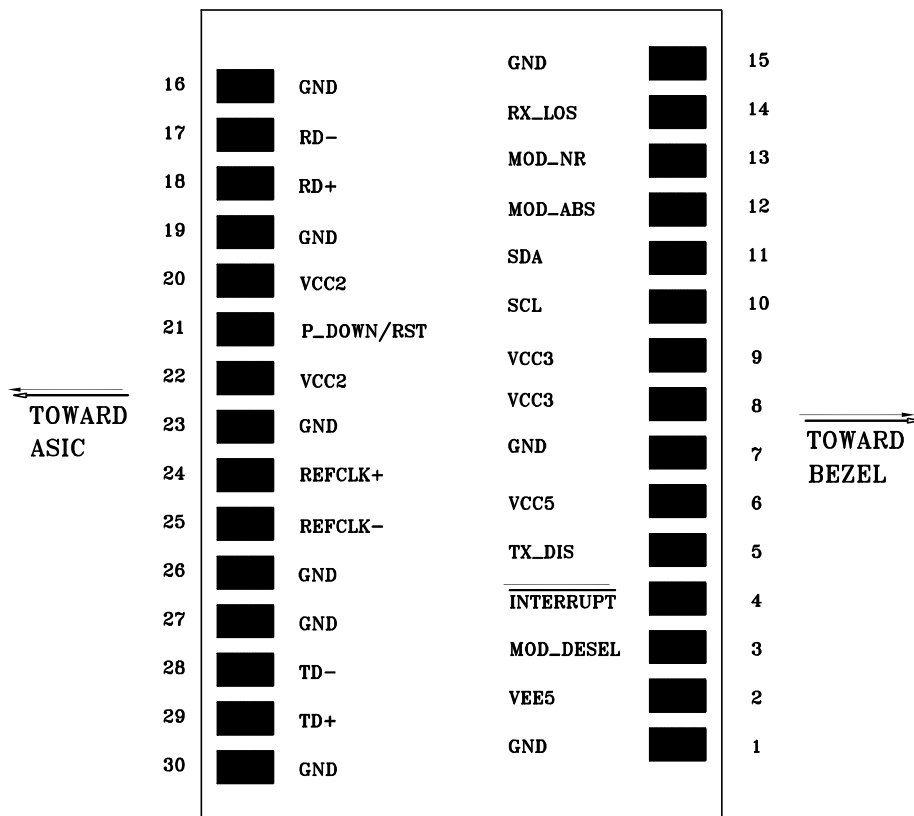 16 GND
17 RD-
18 RD+
19 GND
20 VCC2
21 P_DOWN/RST
22 VCC2
23 GND
24 REFCLK+
25 REFCLK-
26 GND
27 GND
28 TD-
29 TD+
30 GND
GND 15
RX_LOS 14
MOD_NR 13
MOD_ABS 12
SDA 11
SCL 10
VCC3 9
VCC3 8
GND 7
VCC5 6
TX_DIS 5
INTERRUPT 4
MOD_DESEL 3
VEE5 2
GND 1
TOWARD
ASIC
TOWARD
BEZEL